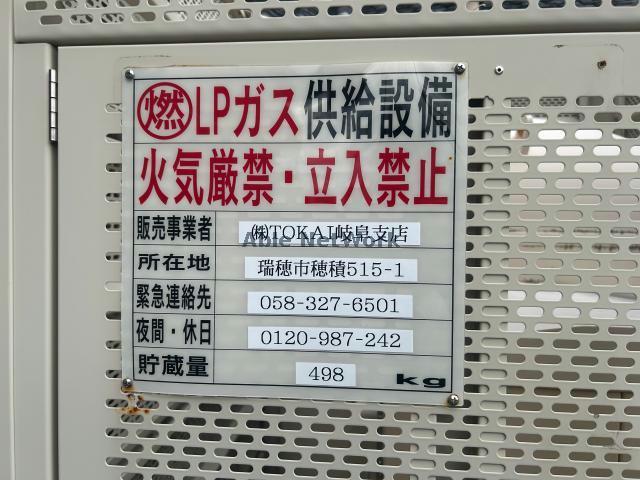 燃 LPガス供給設備
火気厳禁・立入禁止
販売事業者 ㈱TOKAI岐阜支店
Able Network
所在地 瑞穂市穂積515-1
緊急連絡先 058-327-6501
夜間・休日 0120-987-242
貯蔵量 498 kg